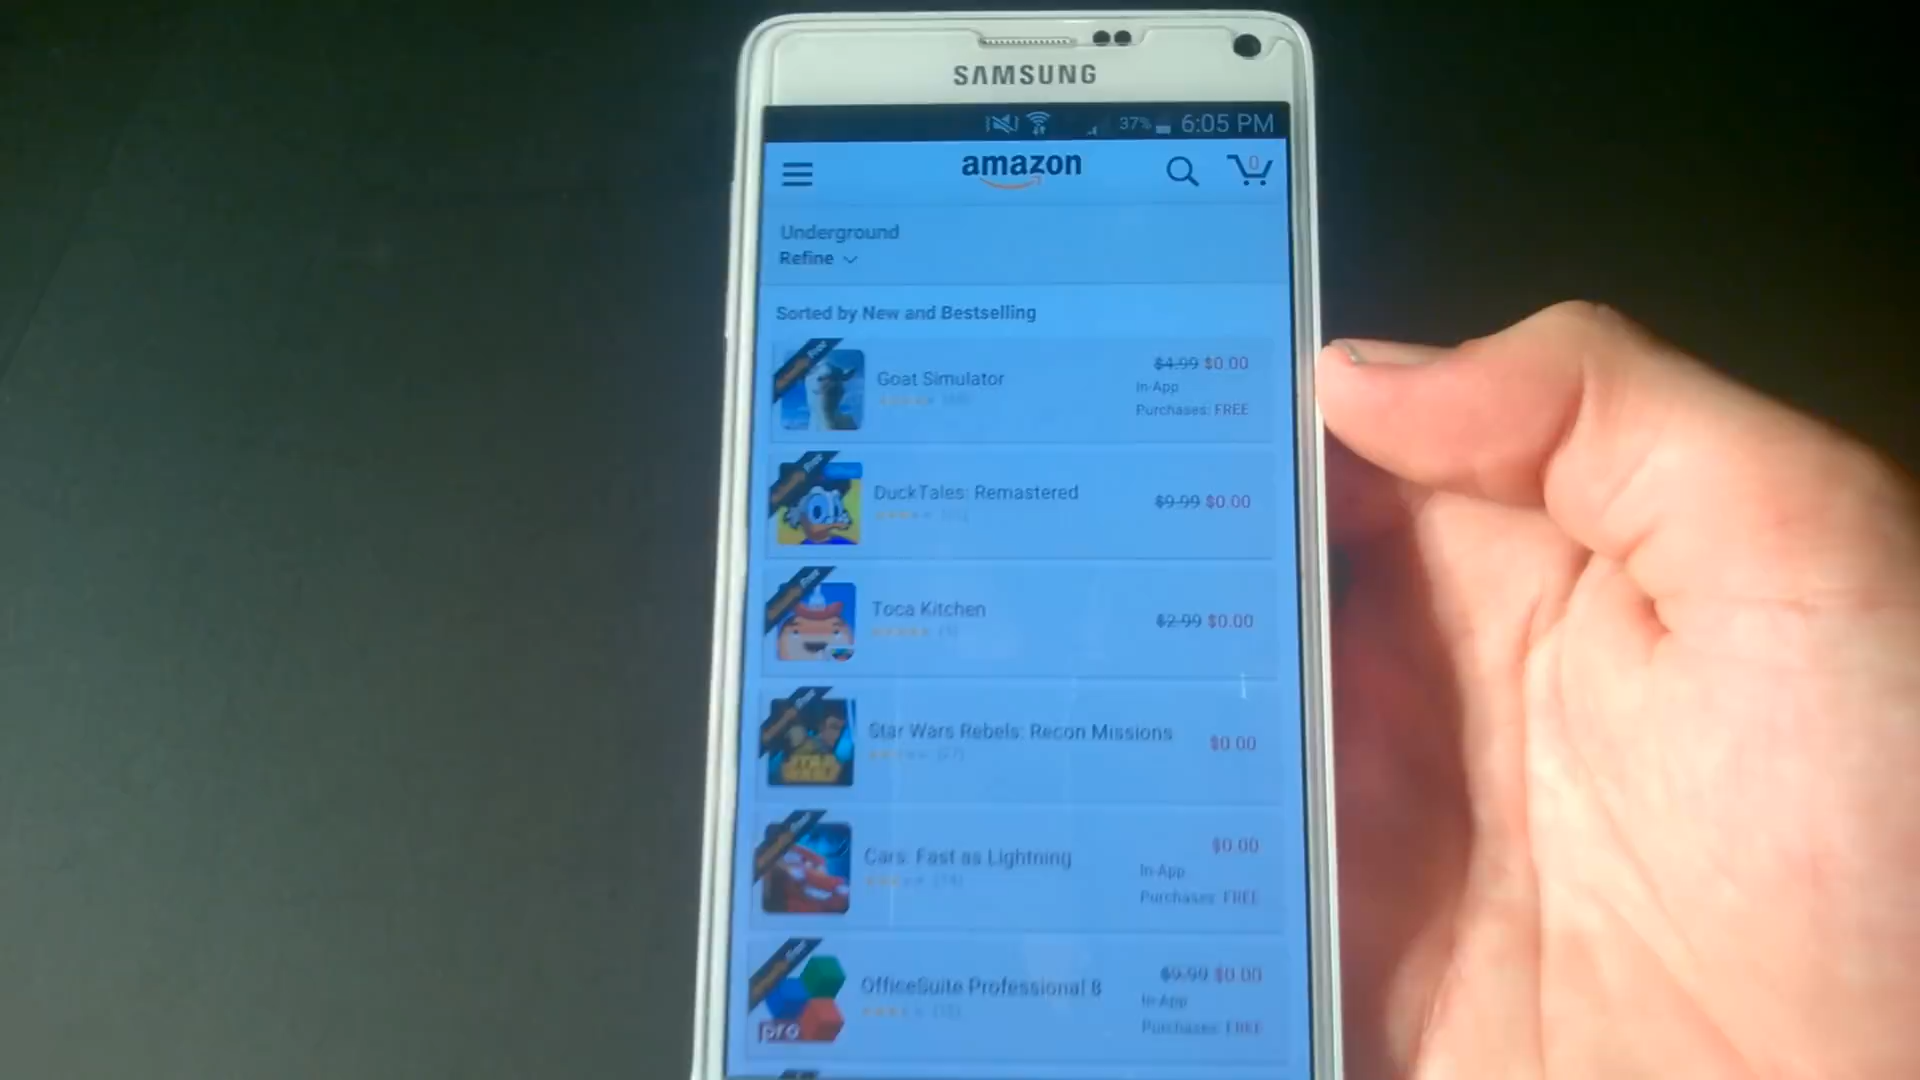 SAMSUNG
37% 6:05 PM
amazon
0
Underground
Refine
Sorted by New and Bestselling
Goat Simulator
$4.99 $0.00
In-App
Purchases: FREE
DuckTales: Remastered
$9.99 $0.00
Toca Kitchen
$2.99 $0.00
Star Wars Rebels: Recon Missions
$0.00
Cars: Fast as Lightning
$0.00
In-App
Purchases: FREE
OfficeSuite Professional 8
$9.99 $0.00
In-App
Purchases: FREE
pro